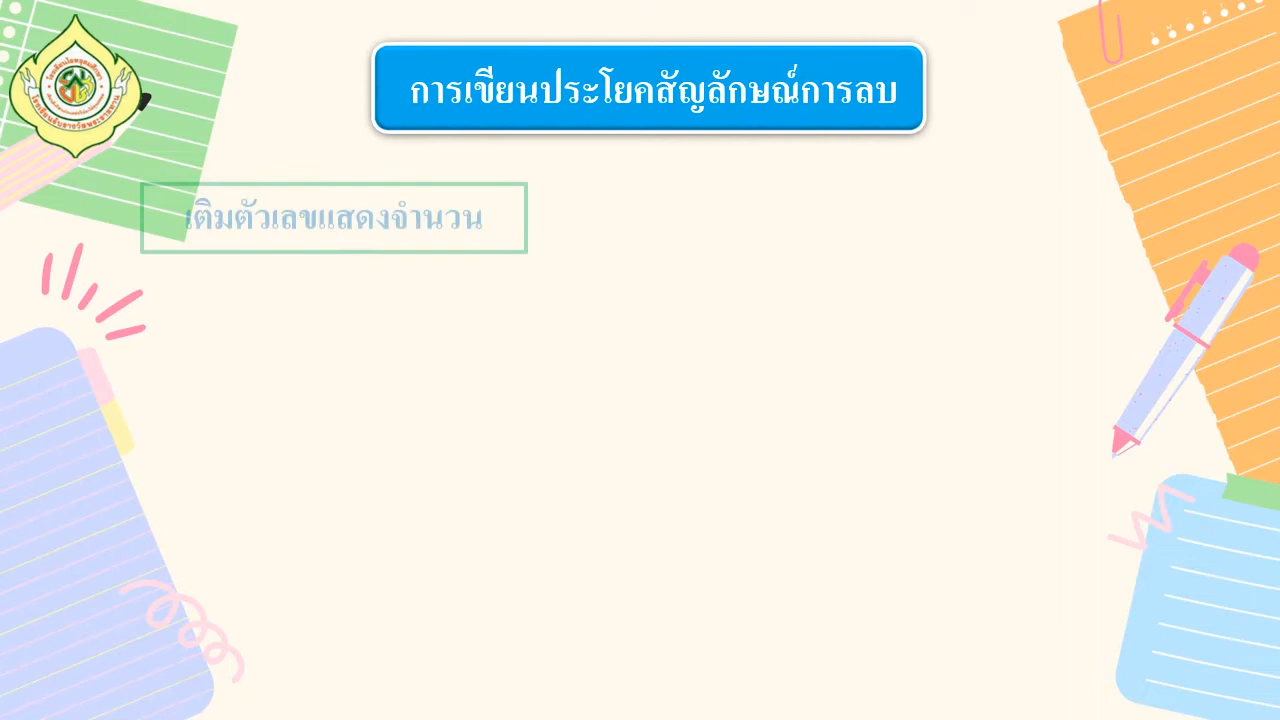 การเขียนประโยคสัญลักษณ์การลบ
เติมตัวเลขแสดงจำนวน